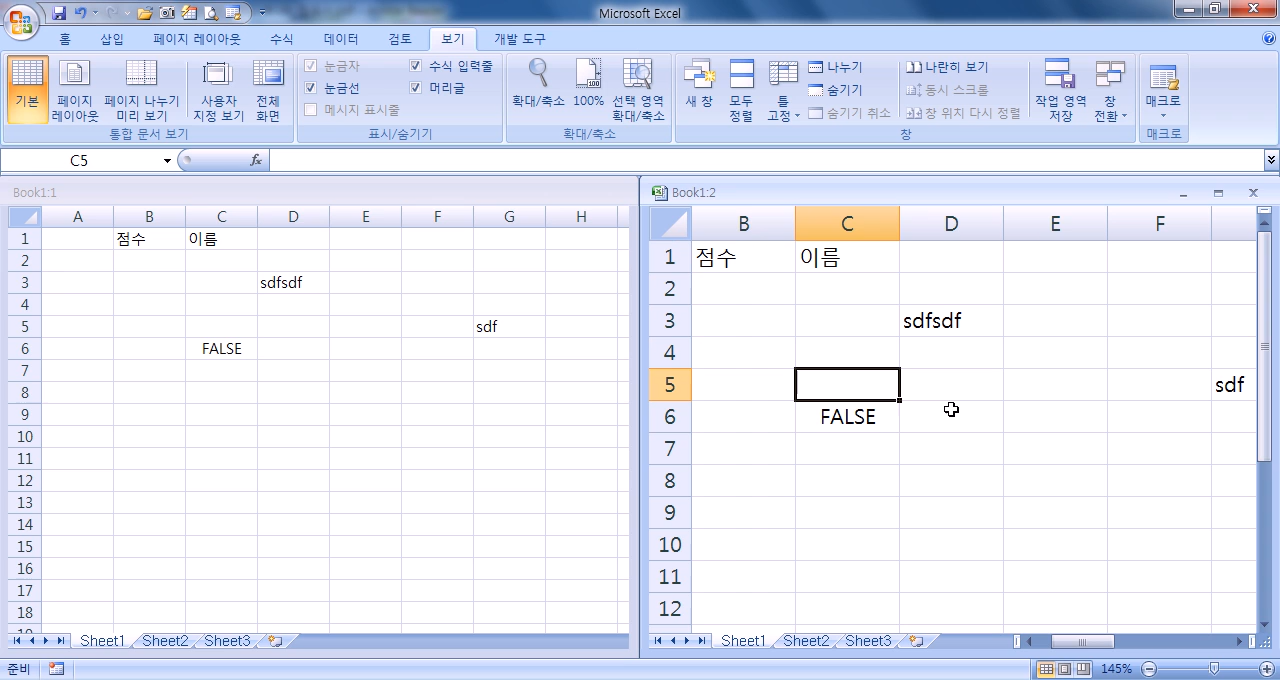 Microsoft Excel
홈 삽입 페이지 레이아웃 수식 데이터 검토 보기 개발 도구
기본
페이지 레이아웃
페이지 나누기 미리 보기
사용자 지정 보기
전체 화면
통합 문서 보기
눈금자
눈금선
메시지 표시줄
수식 입력줄
머리글
표시/숨기기
확대/축소
100%
선택 영역 확대/축소
확대/축소
새 창
모두 정렬
틀 고정
나누기
숨기기
숨기기 취소
나란히 보기
동시 스크롤
창 위치 다시 정렬
작업 영역 저장
창 전환
창
매크로
매크로
C5 fx
Book1:1
A B C D E F G H
1 점수 이름
2
3 sdfsdf
4
5 sdf
6 FALSE
7
8
9
10
11
12
13
14
15
16
17
18
Sheet1 Sheet2 Sheet3
Book1:2
B C D E F
1 점수 이름
2
3 sdfsdf
4
5 sdf
6 FALSE
7
8
9
10
11
12
Sheet1 Sheet2 Sheet3
준비 145%